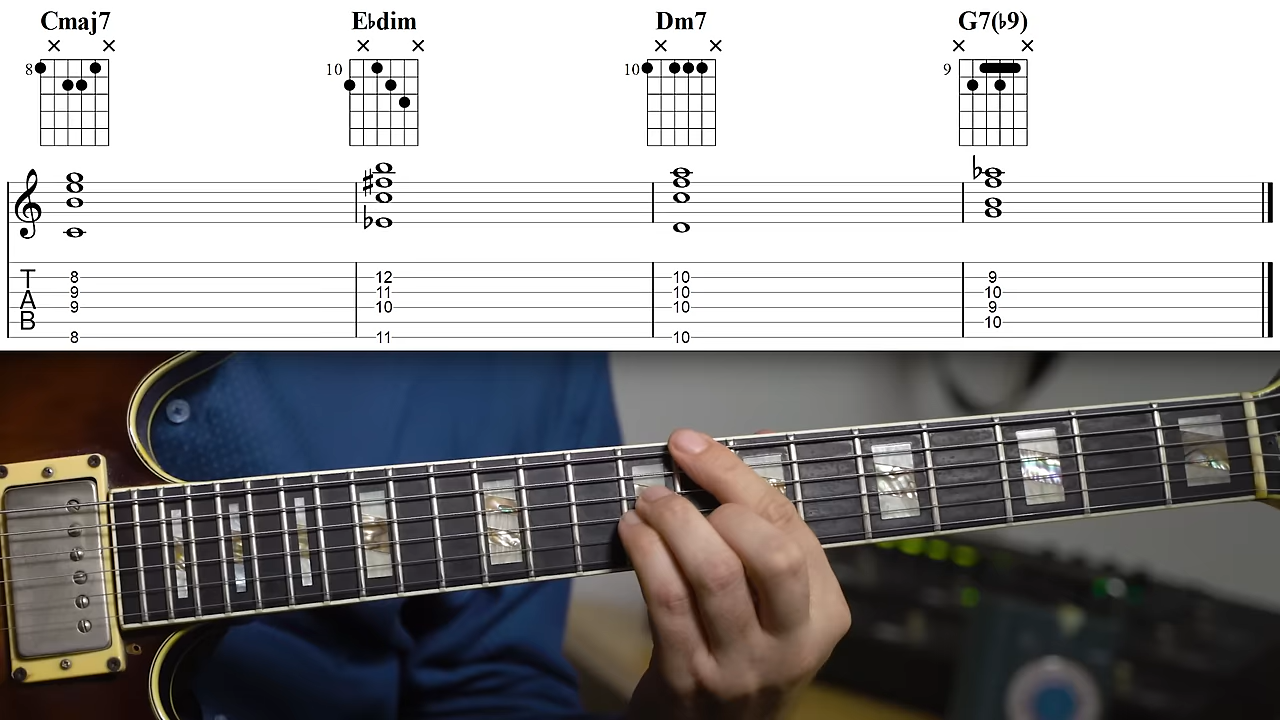 Cmaj7 E♭dim Dm7 G7(♭9)
× × × × × × × ×
8 10 10 9
T
A
B
8 12 10 9
9 11 10 10
9 10 10 9
10
8 11 10